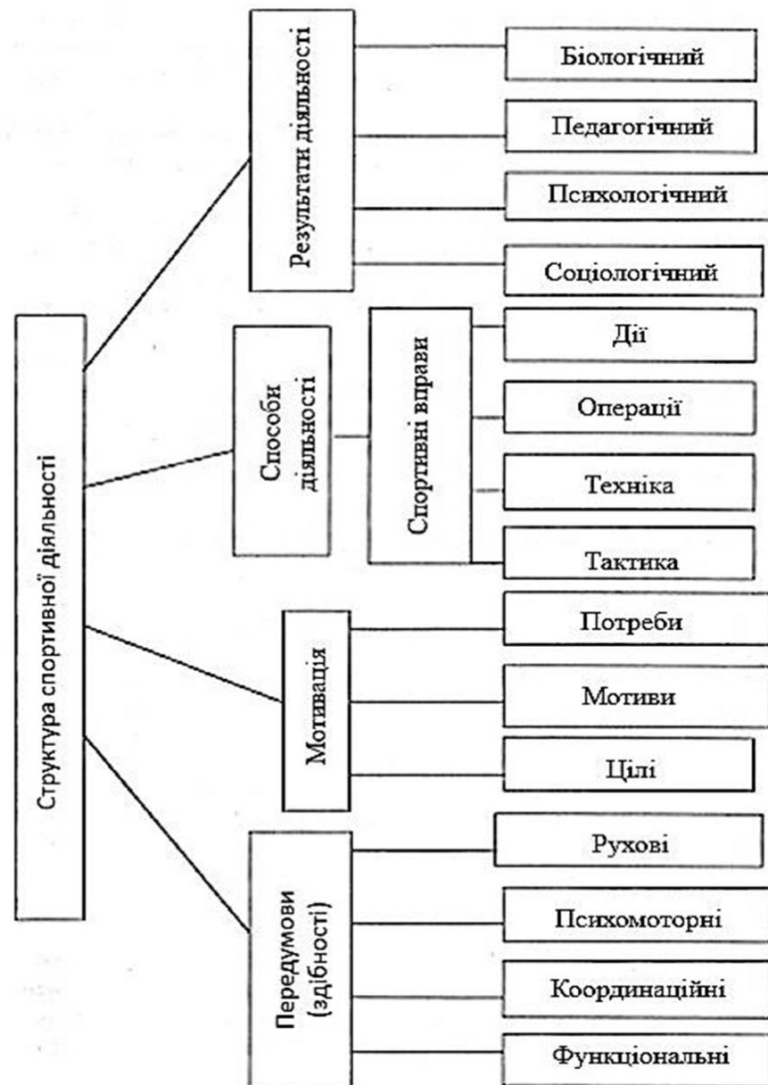 Структура спортивної діяльності
Результати діяльності
Біологічний
Педагогічний
Психологічний
Соціологічний
Способи
діяльності
Спортивні вправи
Дії
Операції
Техніка
Тактика
Мотивація
Потреби
Мотиви
Цілі
Передумови
(здібності)
Рухові
Психомоторні
Координаційні
Функціональні